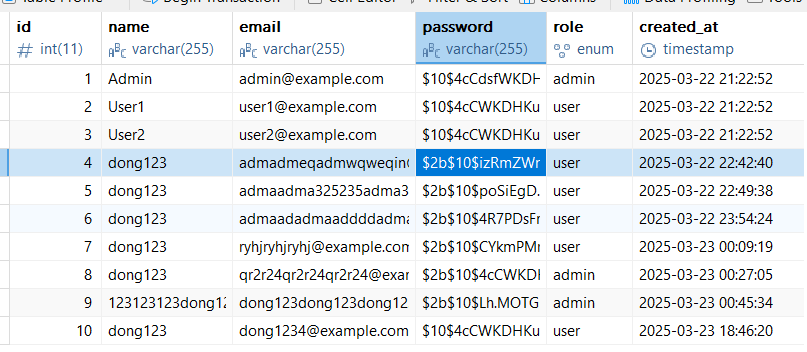 id name email password role created_at
# int(11) ABC varchar(255) ABC varchar(255) ABC varchar(255) enum timestamp
1 Admin admin@example.com $10$4cCdsfWKDH admin 2025-03-22 21:22:52
2 User1 user1@example.com $10$4cCWKDHKu user 2025-03-22 21:22:52
3 User2 user2@example.com $10$4cCWKDHKu user 2025-03-22 21:22:52
4 dong123 admadmeqadmwqweqin $2b$10$izRmZWr user 2025-03-22 22:42:40
5 dong123 admaadma325235adma3 $2b$10$poSiEgD. user 2025-03-22 22:49:38
6 dong123 admaadadmaaddddadma $2b$10$4R7PDsFr user 2025-03-22 23:54:24
7 dong123 ryhjryhjryhj@example.com $2b$10$CYkmPMr user 2025-03-23 00:09:19
8 dong123 qr2r24qr2r24qr2r24@exar $2b$10$4cCWKDI admin 2025-03-23 00:27:05
9 123123123dong12 dong123dong123dong12 $2b$10$Lh.MOTG admin 2025-03-23 00:45:34
10 dong123 dong1234@example.com $10$4cCWKDHKu user 2025-03-23 18:46:20